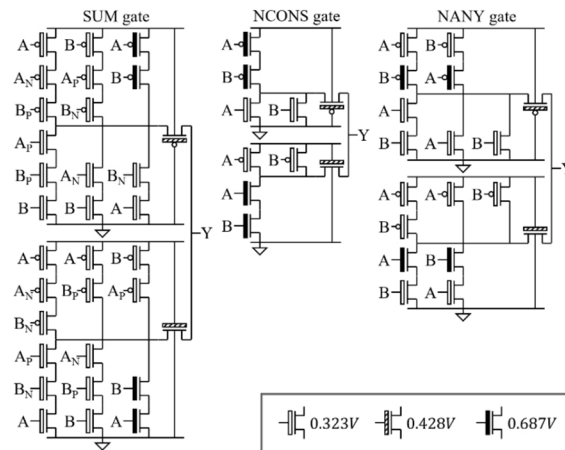 SUM gate
NCONS gate
NANY gate
A B A
A_N A_P B
B_P B_N
A_P
B_P A_N B_N
B B A
Y
A A B
A_N B_P A_P
B_N
A_P A_N
B_N B_P B
A B A
A
B
A B
Y
A B
A
B
A B
B A
A
B A B
Y
A A B
B
A B
B A
0.323V 0.428V 0.687V